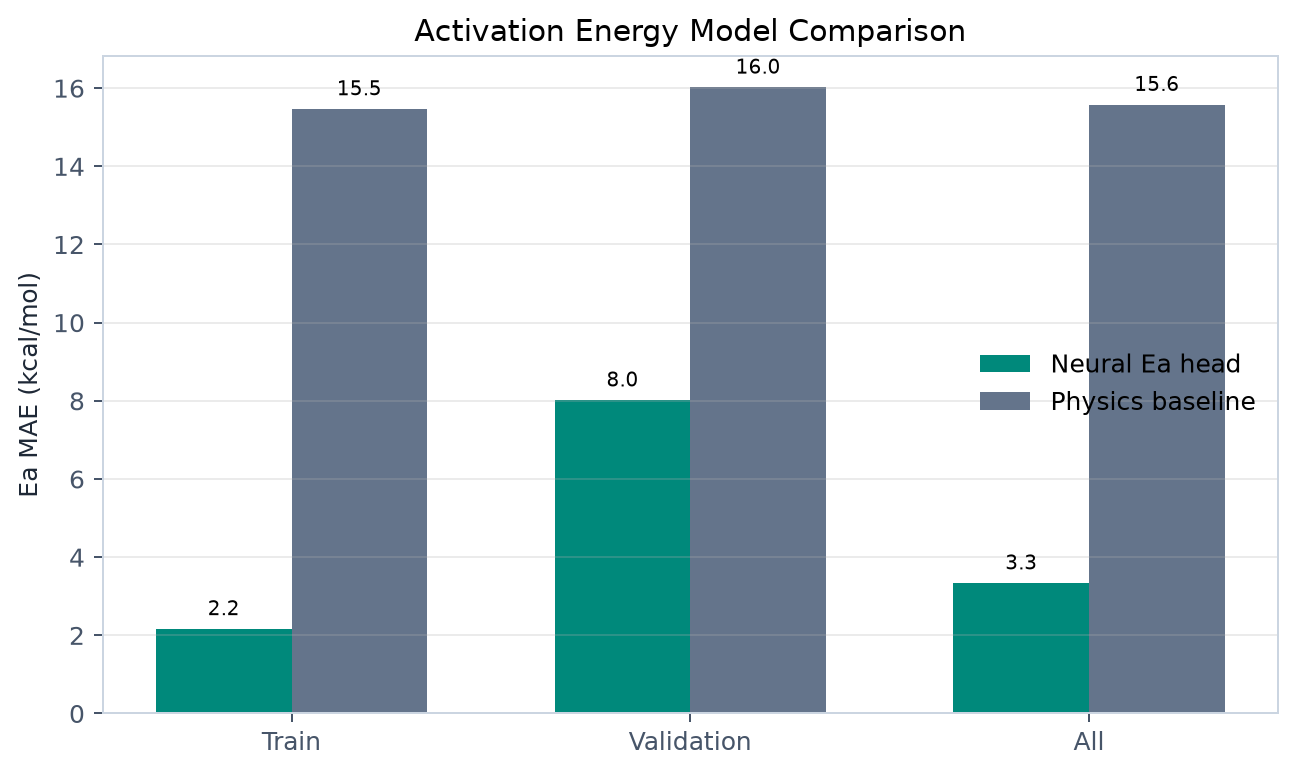 Activation Energy Model Comparison
Ea MAE (kcal/mol)
16
14
12
10
8
6
4
2
0
15.5
16.0
15.6
8.0
2.2
3.3
Neural Ea head
Physics baseline
Train
Validation
All